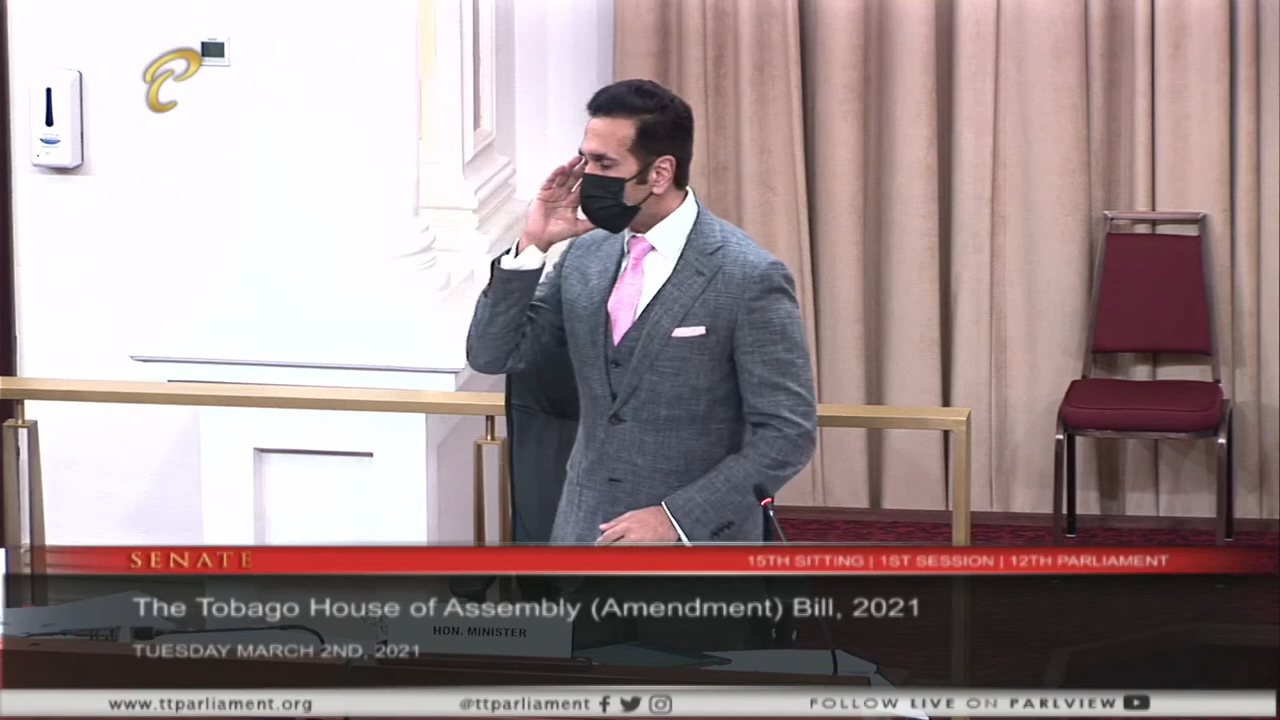 SENATE
15TH SITTING | 1ST SESSION | 12TH PARLIAMENT
The Tobago House of Assembly (Amendment) Bill, 2021
HON. MINISTER
TUESDAY MARCH 2ND, 2021
www.ttparliament.org
@ttparliament
FOLLOW LIVE ON PARLVIEW